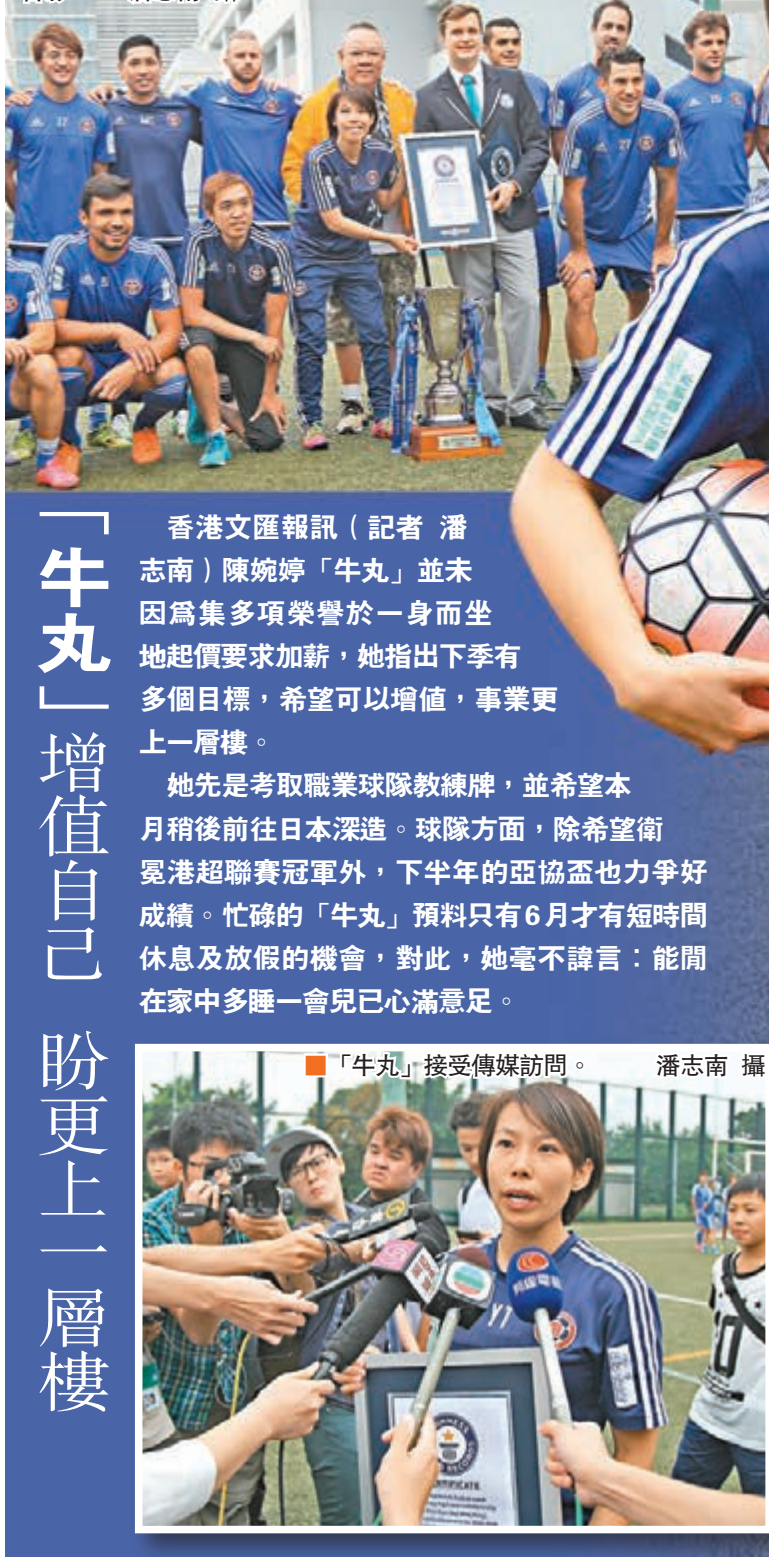 「牛丸」增值自己 盼更上一層樓
香港文匯報訊（記者 潘
志南）陳婉婷「牛丸」並未
因為集多項榮譽於一身而坐
地起價要求加薪，她指出下季有
多個目標，希望可以增值，事業更
上一層樓。
她先是考取職業球隊教練牌，並希望本
月稍後前往日本深造。球隊方面，除希望衛
冕港超聯賽冠軍外，下半年的亞協盃也力爭好
成績。忙碌的「牛丸」預料只有6月才有短時間
休息及放假的機會，對此，她毫不諱言：能閒
在家中多睡一會兒已心滿意足。
■「牛丸」接受傳媒訪問。 潘志南 攝
YT
10
GUINNESS
RECORDS
CERTIFICATE